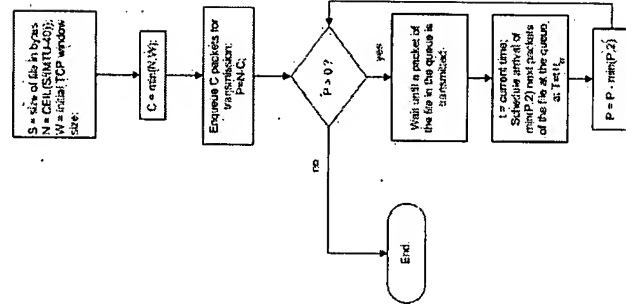 S = size of file in bytes
N = CEIL(S/(MTU-40));
W = initial TCP window
size;
C = min(N,W);
Enqueue C packets for
transmission;
P=N-C;
P > 0 ?
no
yes
Wait until a packet of
the file in the queue is
transmitted;
t = current time;
Schedule arrival of
min(P,2) next packets
of the file at the queue
at
P = P - min(P,2)
End.